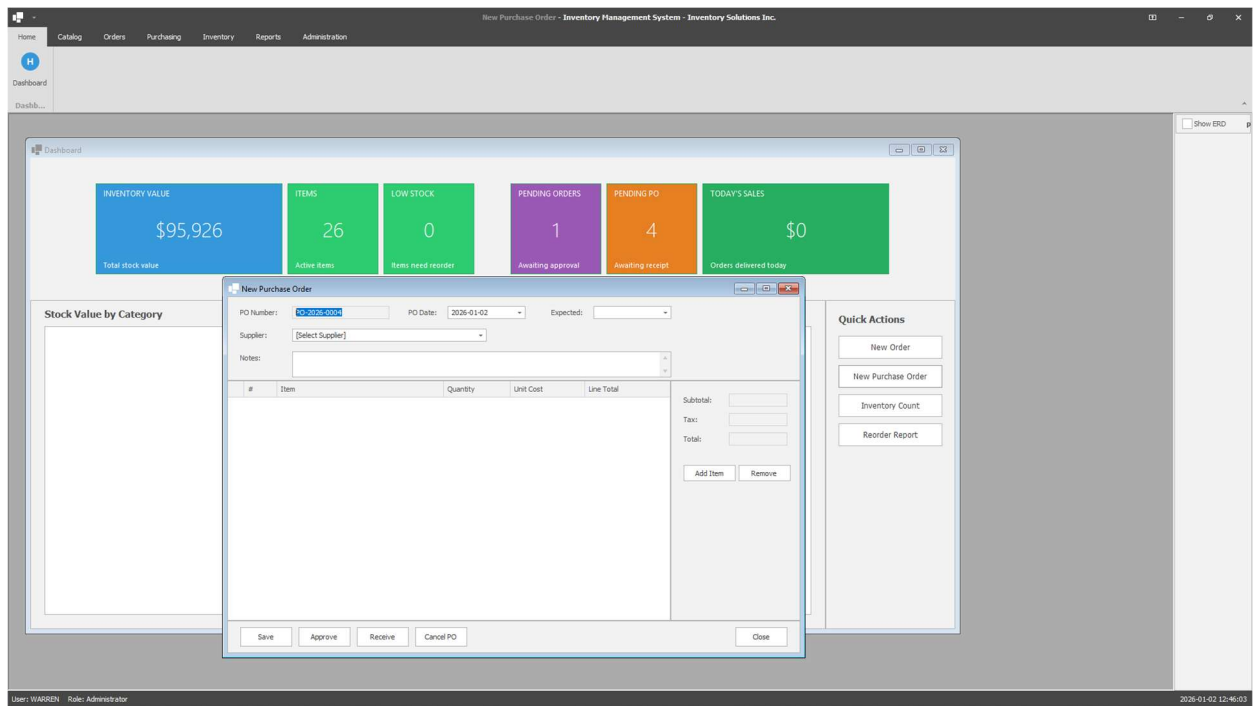 New Purchase Order - Inventory Management System - Inventory Solutions Inc.
Home Catalog Orders Purchasing Inventory Reports Administration
H
Dashboard
Dashb...
Show ERD p
Dashboard
INVENTORY VALUE ITEMS LOW STOCK PENDING ORDERS PENDING PO TODAY'S SALES
$95,926 26 0 1 4 $0
Total stock value Active items Items need reorder Awaiting approval Awaiting receipt Orders delivered today
New Purchase Order
PO Number: PO-2026-0004 PO Date: 2026-01-02 Expected:
Supplier: [Select Supplier]
Notes:
# Item Quantity Unit Cost Line Total
Subtotal:
Tax:
Total:
Add Item Remove
Save Approve Receive Cancel PO Close
Stock Value by Category
Quick Actions
New Order
New Purchase Order
Inventory Count
Reorder Report
User: WARREN Role: Administrator 2026-01-02 12:46:03